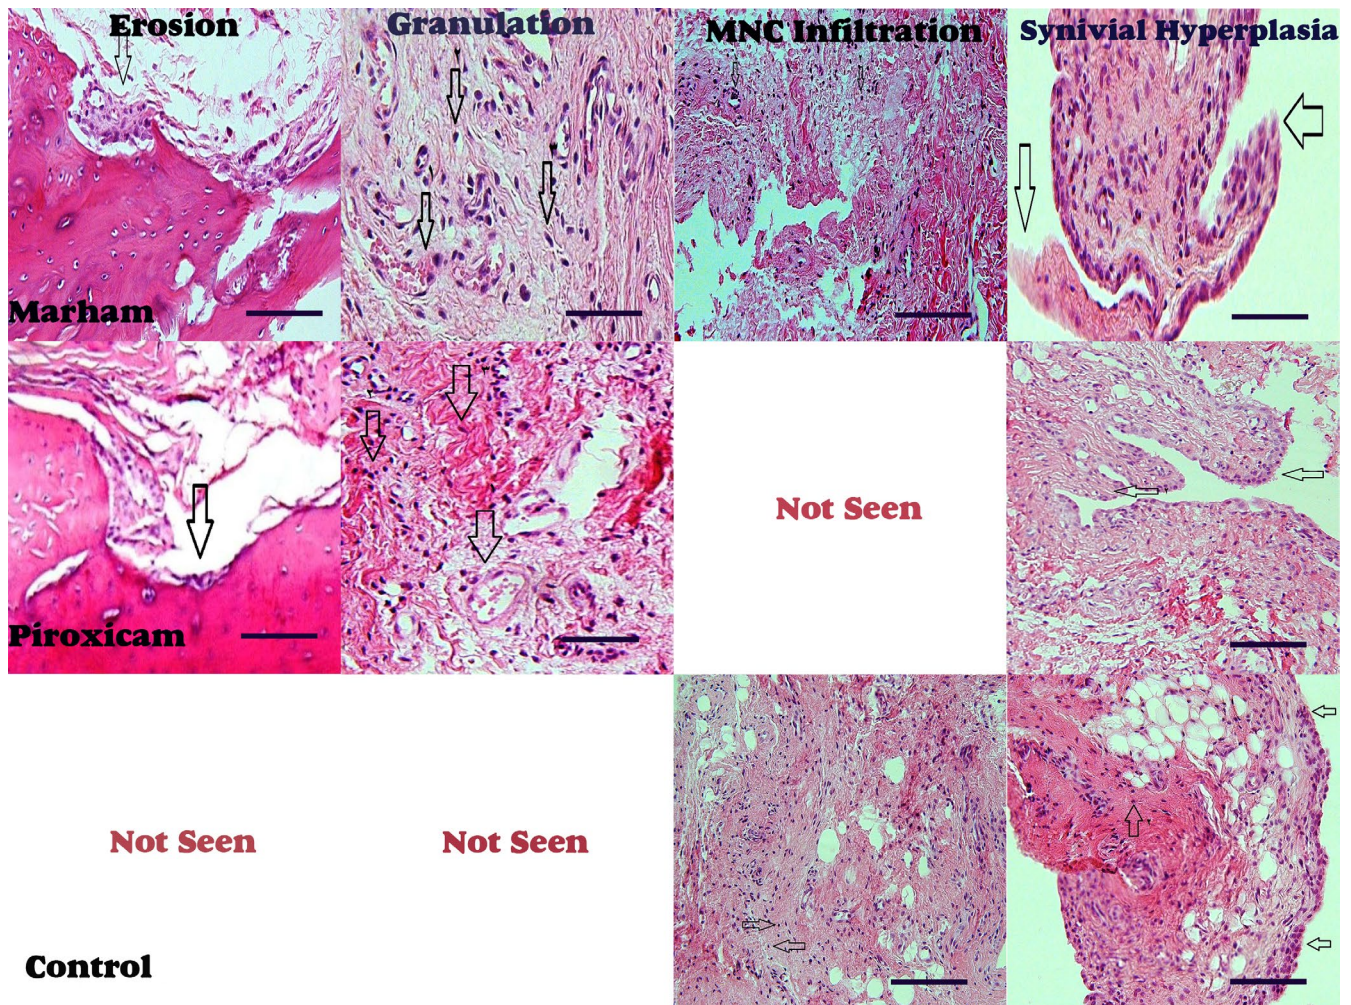 Erosion
Granulation
MNC Infiltration
Synivial Hyperplasia
Marham
Not Seen
Piroxicam
Not Seen
Not Seen
Control